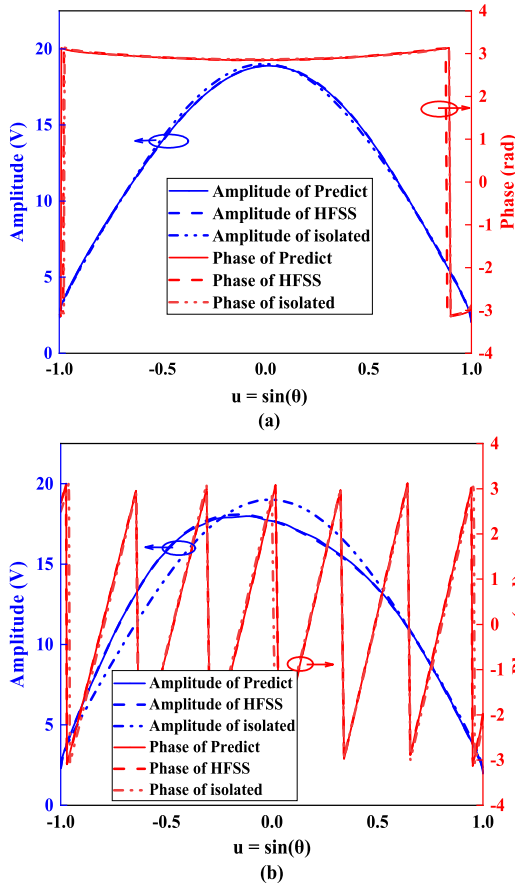 20
15
10
5
0
Amplitude (V)
4
3
2
1
0
-1
-2
-3
-4
Phase (rad)
Amplitude of Predict
Amplitude of HFSS
Amplitude of isolated
Phase of Predict
Phase of HFSS
Phase of isolated
-1.0 -0.5 0.0 0.5 1.0
u = sin(θ)
(a)
20
15
10
5
0
Amplitude (V)
4
3
2
1
0
-1
-2
-3
-4
Amplitude of Predict
Amplitude of HFSS
Amplitude of isolated
Phase of Predict
Phase of HFSS
Phase of isolated
-1.0 -0.5 0.0 0.5 1.0
u = sin(θ)
(b)